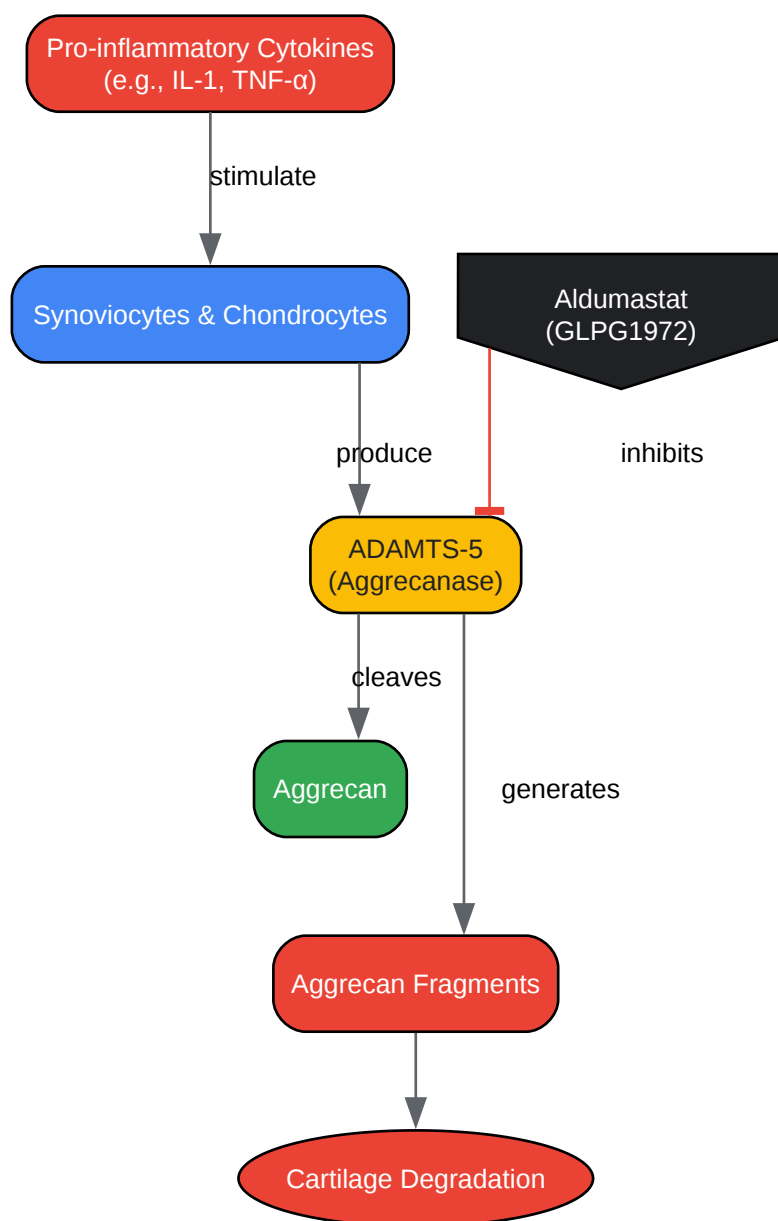 Pro-inflammatory Cytokines
(e.g., IL-1, TNF-α)
stimulate
Synoviocytes & Chondrocytes
Aldumastat
(GLPG1972)
produce
inhibits
ADAMTS-5
(Aggrecanase)
cleaves
Aggrecan
generates
Aggrecan Fragments
Cartilage Degradation